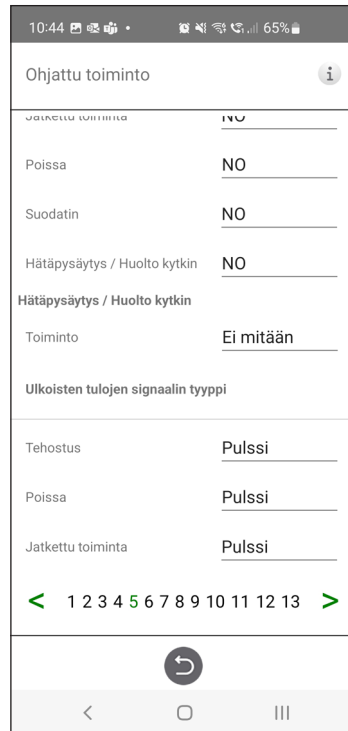 10:44 65%
Ohjattu toiminto i
Jatkettu toiminta NO
Poissa NO
Suodatin NO
Hätäpysäytys / Huolto kytkin NO
Hätäpysäytys / Huolto kytkin
Toiminto Ei mitään
Ulkoisten tulojen signaalin tyyppi
Tehostus Pulssi
Poissa Pulssi
Jatkettu toiminta Pulssi
< 1 2 3 4 5 6 7 8 9 10 11 12 13 >